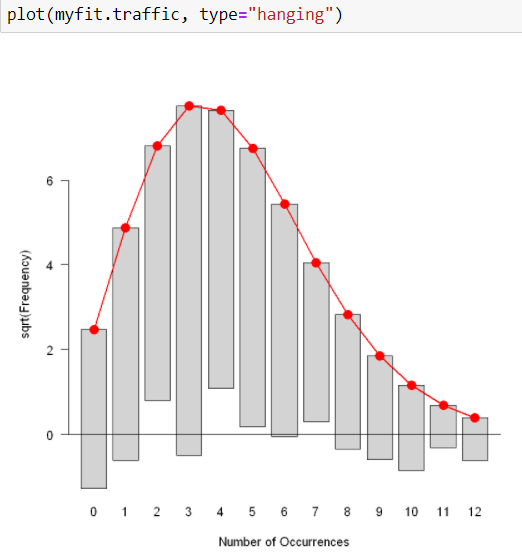 plot(myfit.traffic, type="hanging")
6
4
2
0
sqrt(Frequency)
0 1 2 3 4 5 6 7 8 9 10 11 12
Number of Occurrences